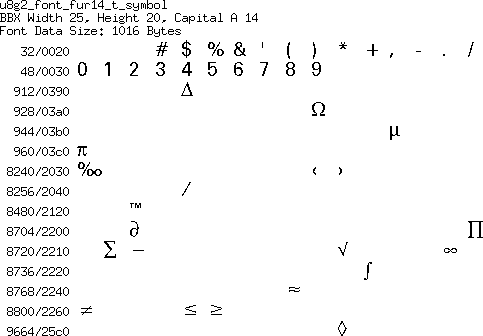 u8g2_font_fur14_t_symbol
BBX Width 25, Height 20, Capital A 14
Font Data Size: 1016 Bytes
32/0020 # $ % & ' ( ) * + , - . /
48/0030 0 1 2 3 4 5 6 7 8 9
912/0390 Δ
928/03a0 Ω
944/03b0 μ
960/03c0 π
8240/2030 ‰ ‹ ›
8256/2040 ⁄
8480/2120 ™
8704/2200 ∂ ∏
8720/2210 ∑ − √ ∞
8736/2220 ∫
8768/2240 ≈
8800/2260 ≠ ≤ ≥
9664/25c0 ◊